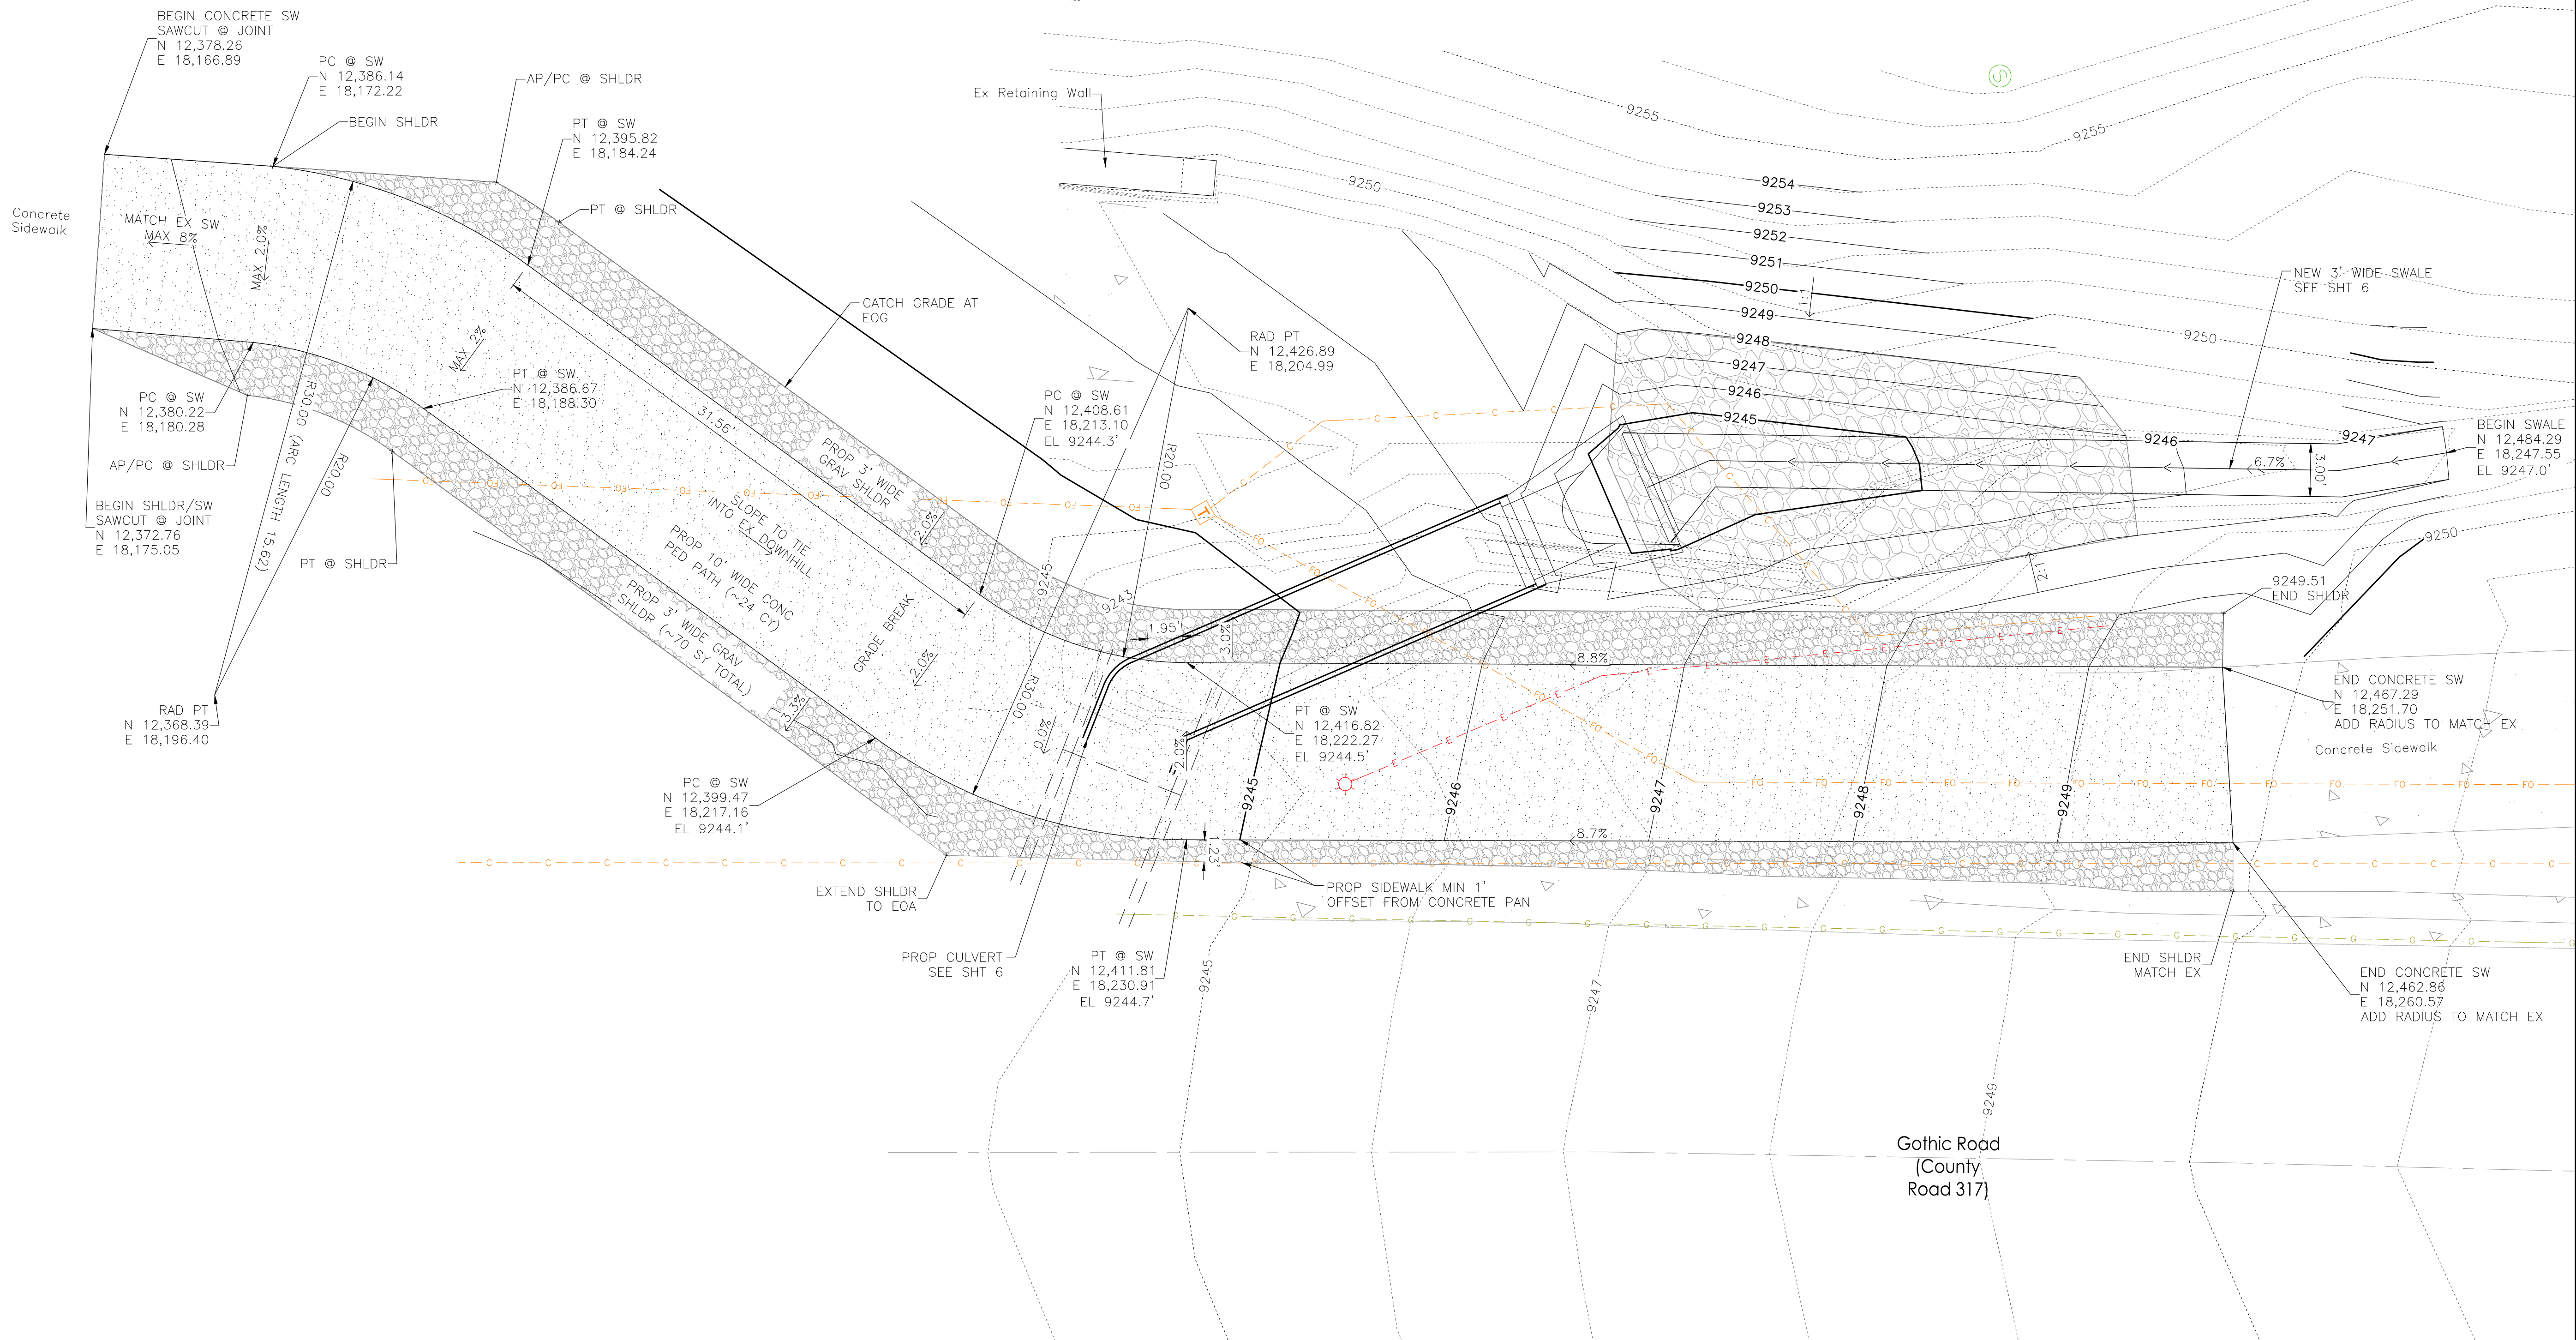 BEGIN CONCRETE SW
SAWCUT @ JOINT
N 12,378.26
E 18,166.89
PC @ SW
N 12,386.14
E 18,172.22
BEGIN SHLDR
AP/PC @ SHLDR
PT @ SW
N 12,395.82
E 18,184.24
PT @ SHLDR
Concrete
Sidewalk
MATCH EX SW
MAX 8%
MAX 2.0%
MAX 2%
Ex Retaining Wall
CATCH GRADE AT
EOG
RAD PT
N 12,426.89
E 18,204.99
PC @ SW
N 12,380.22
E 18,180.28
PT @ SW
N 12,386.67
E 18,188.30
AP/PC @ SHLDR
BEGIN SHLDR/SW
SAWCUT @ JOINT
N 12,372.76
E 18,175.05
PT @ SHLDR
R30.00 (ARC LENGTH 15.62)
R20.00
31.56'
PROP 3' WIDE
GRAV SHLDR
2.0%
SLOPE TO TIE
INTO EX DOWNHILL
PROP 10' WIDE CONC
PED PATH (~24 CY)
PROP 3' WIDE GRAV
SHLDR (~70 SY TOTAL)
GRADE BREAK
2.0%
3.3%
RAD PT
N 12,368.39
E 18,196.40
PC @ SW
N 12,408.61
E 18,213.10
EL 9244.3'
R20.00
R30.00
9245
9243
1.95'
3.0%
0.0%
2.0%
PC @ SW
N 12,399.47
E 18,217.16
EL 9244.1'
PT @ SW
N 12,416.82
E 18,222.27
EL 9244.5'
EXTEND SHLDR
TO EOA
PROP CULVERT
SEE SHT 6
PT @ SW
N 12,411.81
E 18,230.91
EL 9244.7'
1.23'
PROP SIDEWALK MIN 1'
OFFSET FROM CONCRETE PAN
8.8%
8.7%
9245
9246
9247
9248
9249
9255
9255
9254
9253
9252
9251
9250
9249
9248
9247
9246
9245
9250
9250
9250
1:1
2:1
S
T
NEW 3' WIDE SWALE
SEE SHT 6
9246
9247
6.7%
3.00'
BEGIN SWALE
N 12,484.29
E 18,247.55
EL 9247.0'
9249.51
END SHLDR
END CONCRETE SW
N 12,467.29
E 18,251.70
ADD RADIUS TO MATCH EX
Concrete Sidewalk
END SHLDR
MATCH EX
END CONCRETE SW
N 12,462.86
E 18,260.57
ADD RADIUS TO MATCH EX
9245
9247
9249
Gothic Road
(County
Road 317)